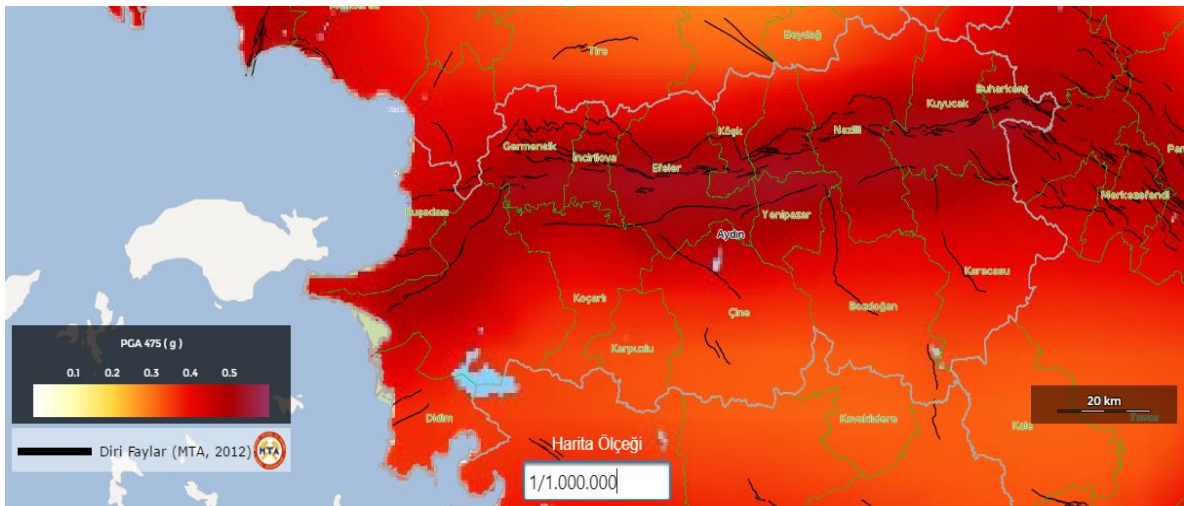 Tire
Beydağ
Buharkent
Kuyucak
Köşk
Nazilli
Germencik
İncirliova
Efeler
Merkezefendi
Kuşadası
Yenipazar
Aydın
Karacasu
Koçarlı
Bozdoğan
Çine
PGA 475 ( g )
Karpuzlu
0.1 0.2 0.3 0.4 0.5
20 km
Didim
Kavaklıdere
Kale
Tavas
Harita Ölçeği
Diri Faylar (MTA, 2012)
MTA
1/1.000.000